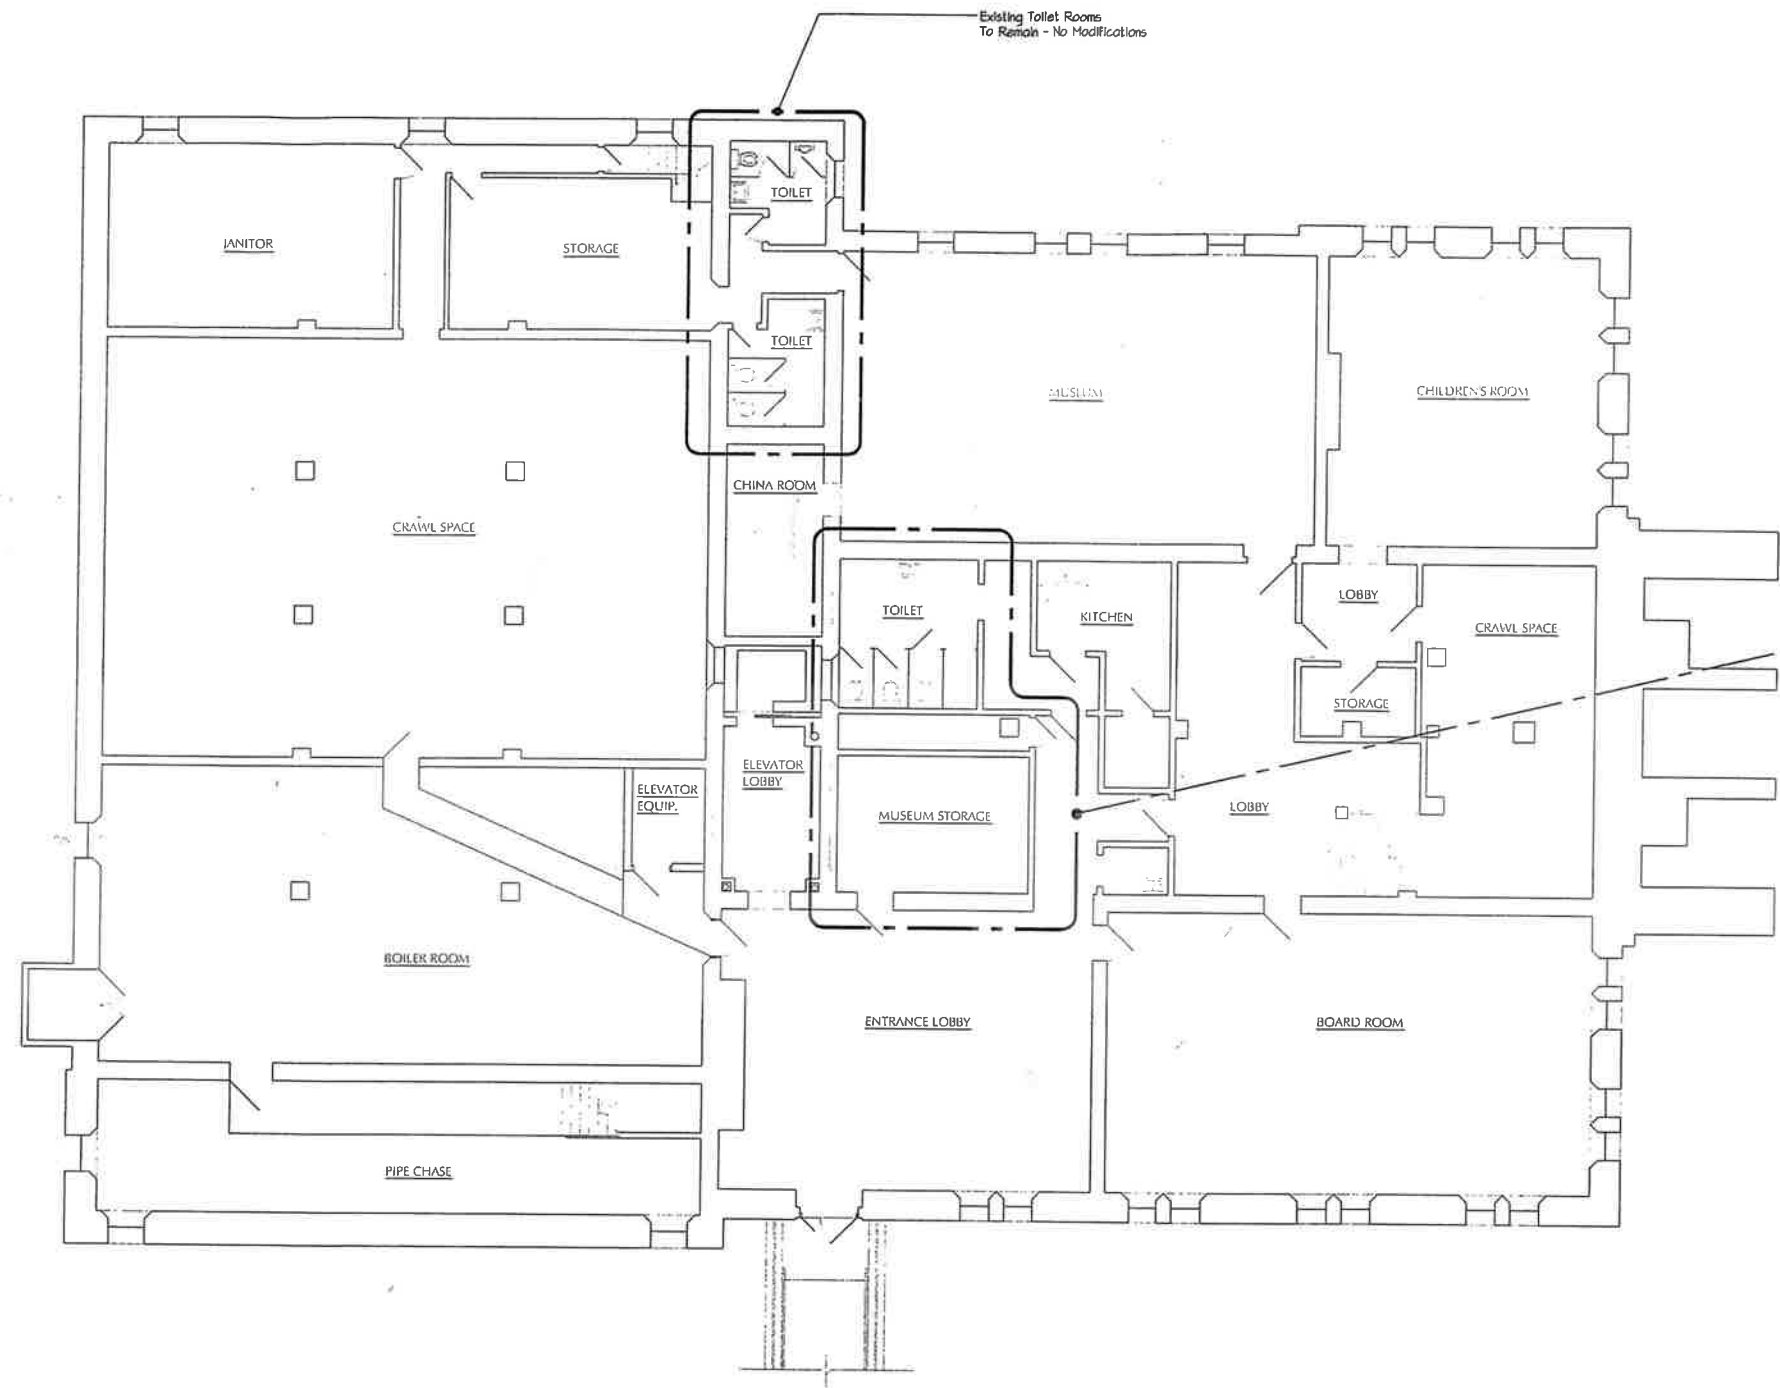 Existing Toilet Rooms
To Remain - No Modifications
TOILET
JANITOR
STORAGE
TOILET
MUSEUM
CHILDREN'S ROOM
CHINA ROOM
CRAWL SPACE
LOBBY
TOILET
KITCHEN
CRAWL SPACE
STORAGE
ELEVATOR
LOBBY
ELEVATOR
EQUIP.
LOBBY
MUSEUM STORAGE
BOILER ROOM
ENTRANCE LOBBY
BOARD ROOM
PIPE CHASE